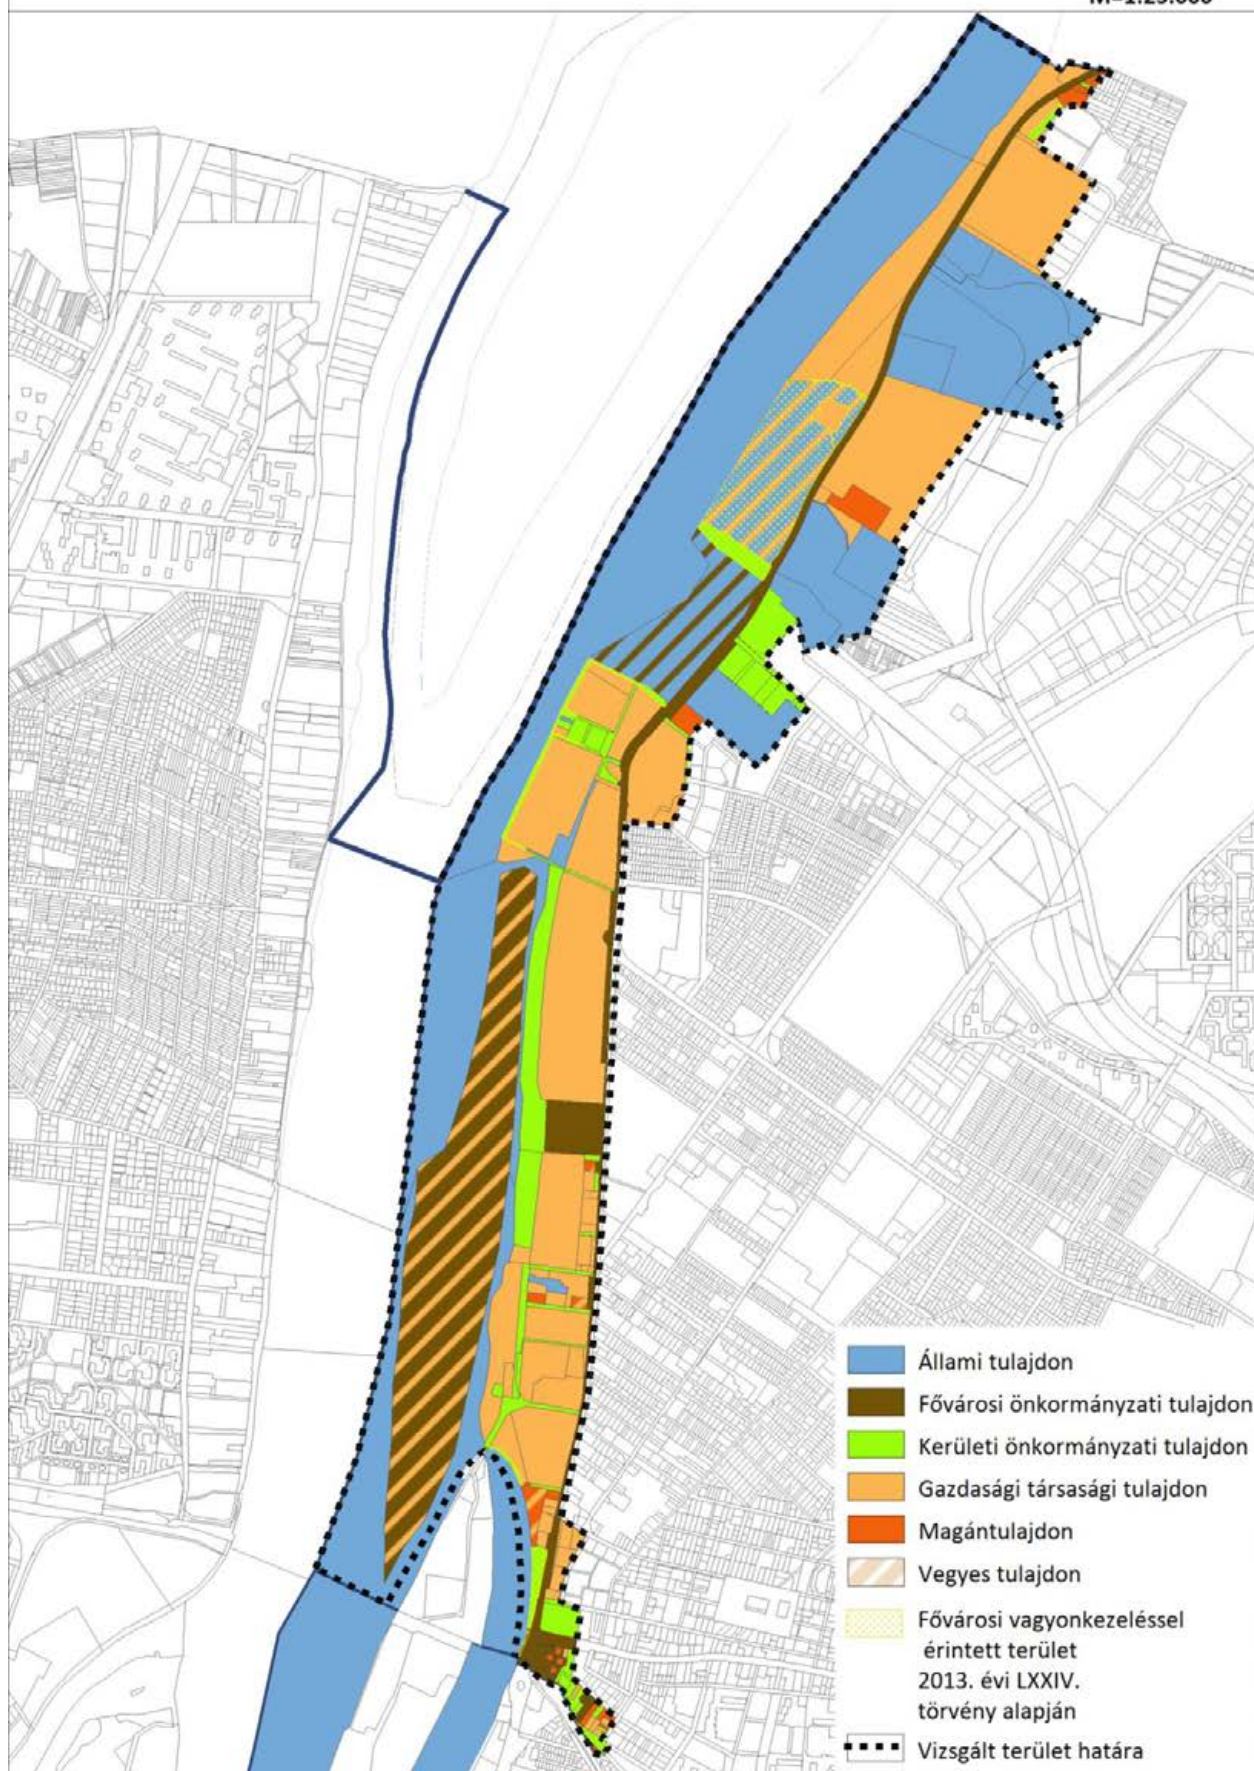 Állami tulajdon
Fővárosi önkormányzati tulajdon
Kerületi önkormányzati tulajdon
Gazdasági társasági tulajdon
Magántulajdon
Vegyes tulajdon
Fővárosi vagyonkezeléssel
érintett terület
2013. évi LXXIV.
törvény alapján
Vizsgált terület határa